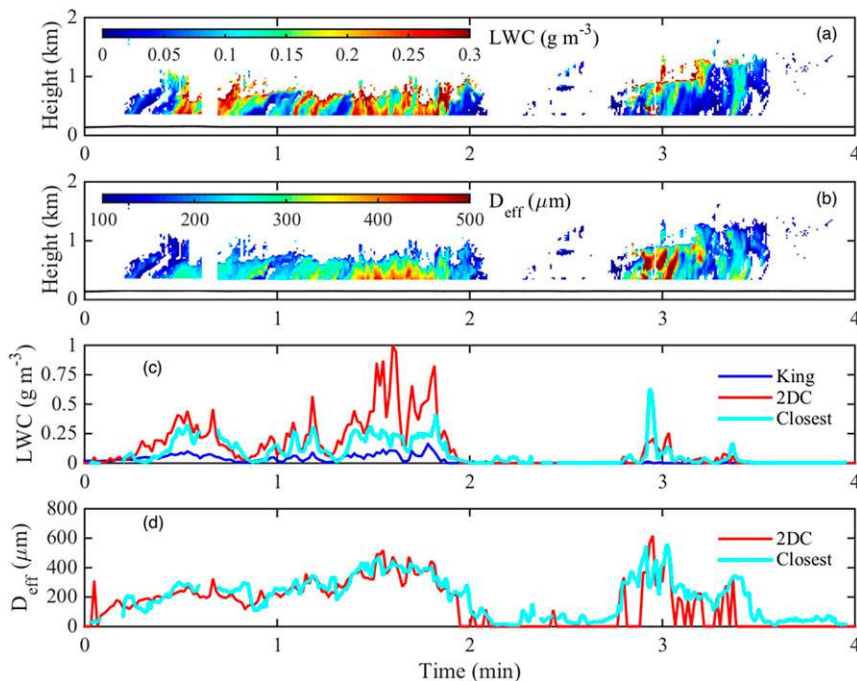 2
LWC (g m⁻³)
(a)
Height (km)
1
0 0.05 0.1 0.15 0.2 0.25 0.3
0
0 1 2 3 4
2
D_eff (μm)
(b)
Height (km)
1
100 200 300 400 500
0
0 1 2 3 4
1
(c)
King
LWC (g m⁻³)
0.75
2DC
0.5
Closest
0.25
0
0 1 2 3 4
800
(d)
2DC
D_eff (μm)
600
Closest
400
200
0
0 1 2 3 4
Time (min)